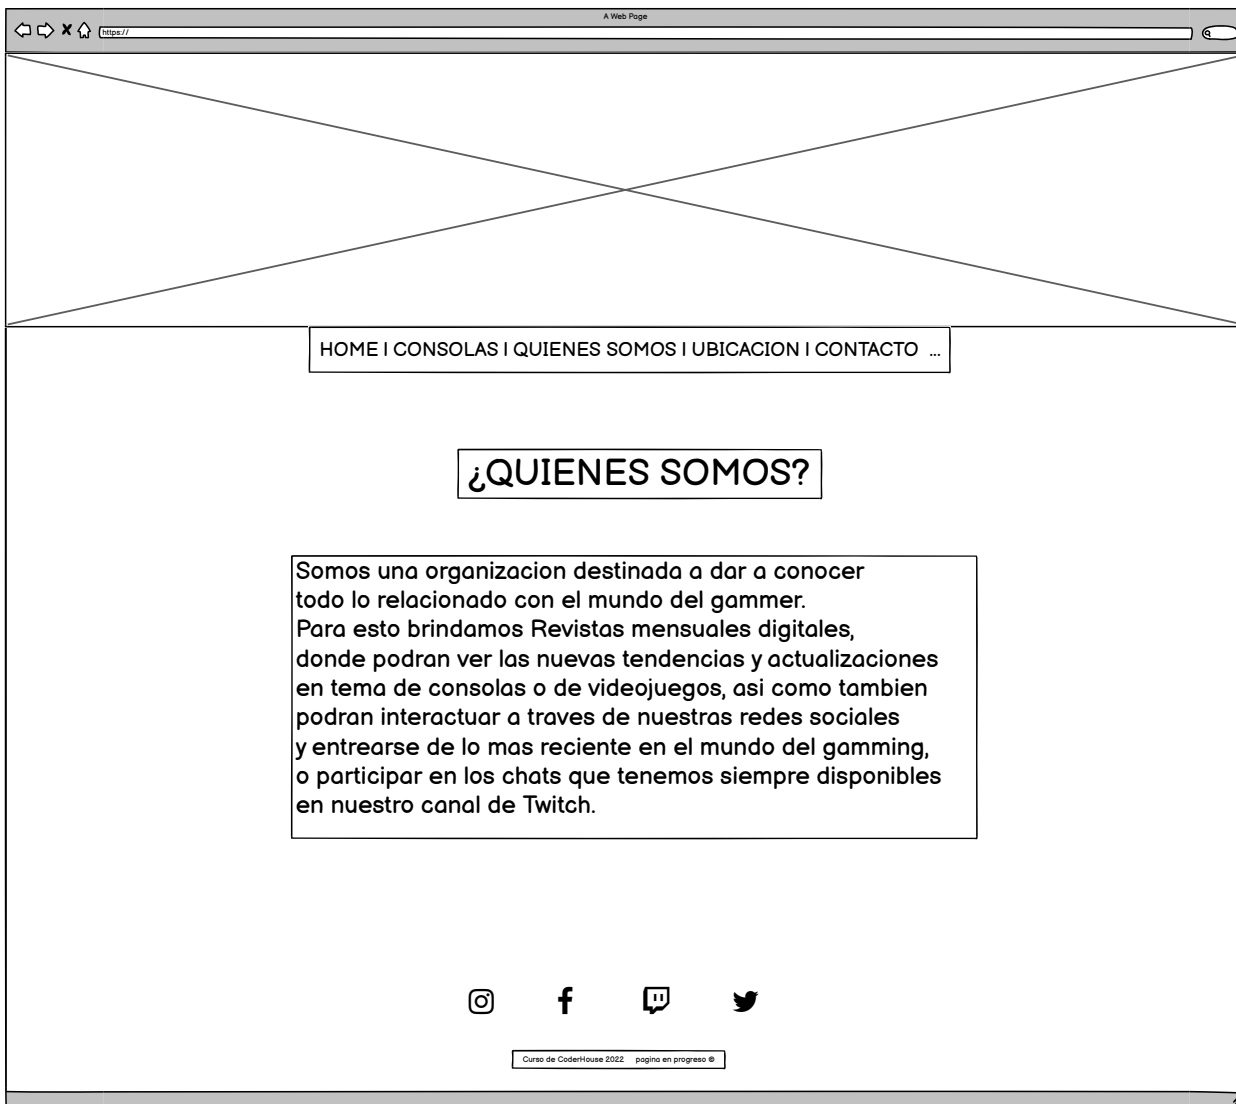 A Web Page
https://
HOME I CONSOLAS I QUIENES SOMOS I UBICACION I CONTACTO ...
¿QUIENES SOMOS?
Somos una organizacion destinada a dar a conocer
todo lo relacionado con el mundo del gammer.
Para esto brindamos Revistas mensuales digitales,
donde podran ver las nuevas tendencias y actualizaciones
en tema de consolas o de videojuegos, asi como tambien
podran interactuar a traves de nuestras redes sociales
y entrearse de lo mas reciente en el mundo del gamming,
o participar en los chats que tenemos siempre disponibles
en nuestro canal de Twitch.
Curso de CoderHouse 2022 pagina en progreso ©